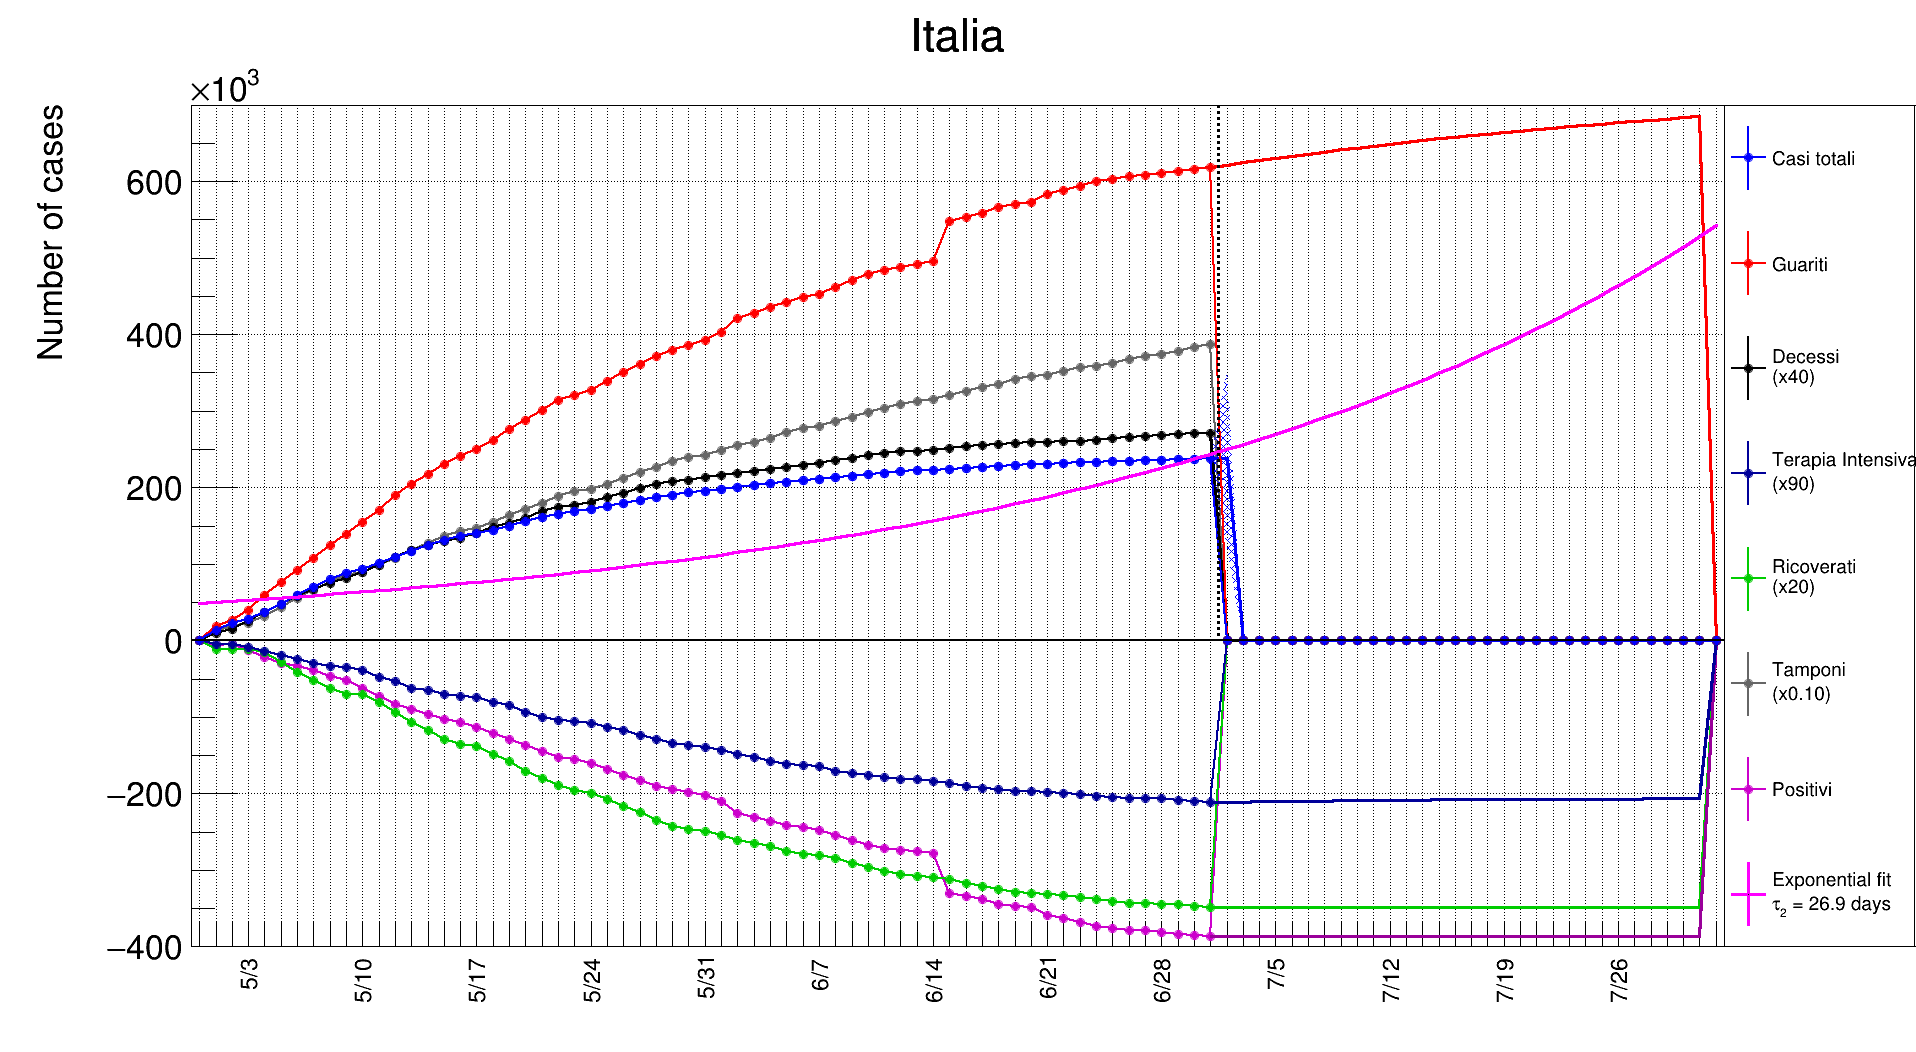 Italia
×10³
Number of cases
600
400
200
0
−200
−400
5/3
5/10
5/17
5/24
5/31
6/7
6/14
6/21
6/28
7/5
7/12
7/19
7/26
Casi totali
Guariti
Decessi
(x40)
Terapia Intensiva
(x90)
Ricoverati
(x20)
Tamponi
(x0.10)
Positivi
Exponential fit
τ₂ = 26.9 days